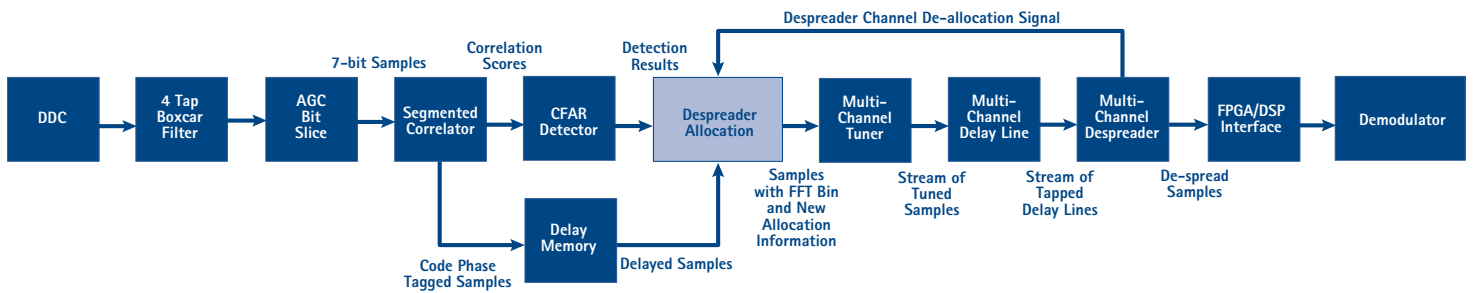 Despreader Channel De-allocation Signal
7-bit Samples
Correlation
Scores
Detection
Results
DDC
4 Tap
Boxcar
Filter
AGC
Bit
Slice
Segmented
Correlator
CFAR
Detector
Despreader
Allocation
Multi-
Channel
Tuner
Multi-
Channel
Delay Line
Multi-
Channel
Despreader
FPGA/DSP
Interface
Demodulator
Samples
with FFT Bin
and New
Allocation
Information
Stream of
Tuned
Samples
Stream of
Tapped
Delay Lines
De-spread
Samples
Delay
Memory
Code Phase
Tagged Samples
Delayed Samples